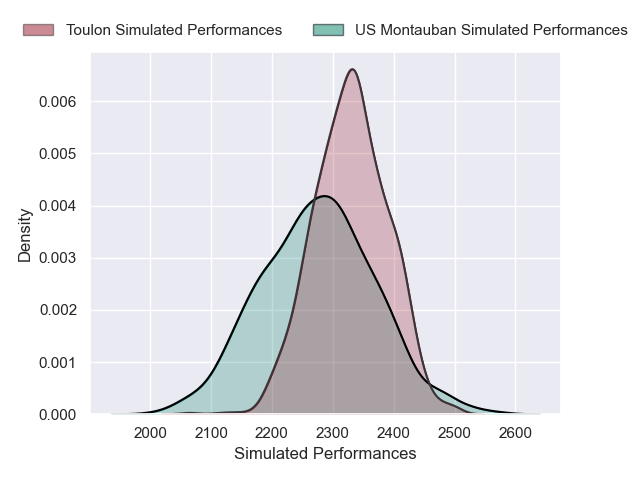 Toulon Simulated Performances
US Montauban Simulated Performances
0.006
0.005
0.004
0.003
0.002
0.001
0.000
Density
2000 2100 2200 2300 2400 2500 2600
Simulated Performances